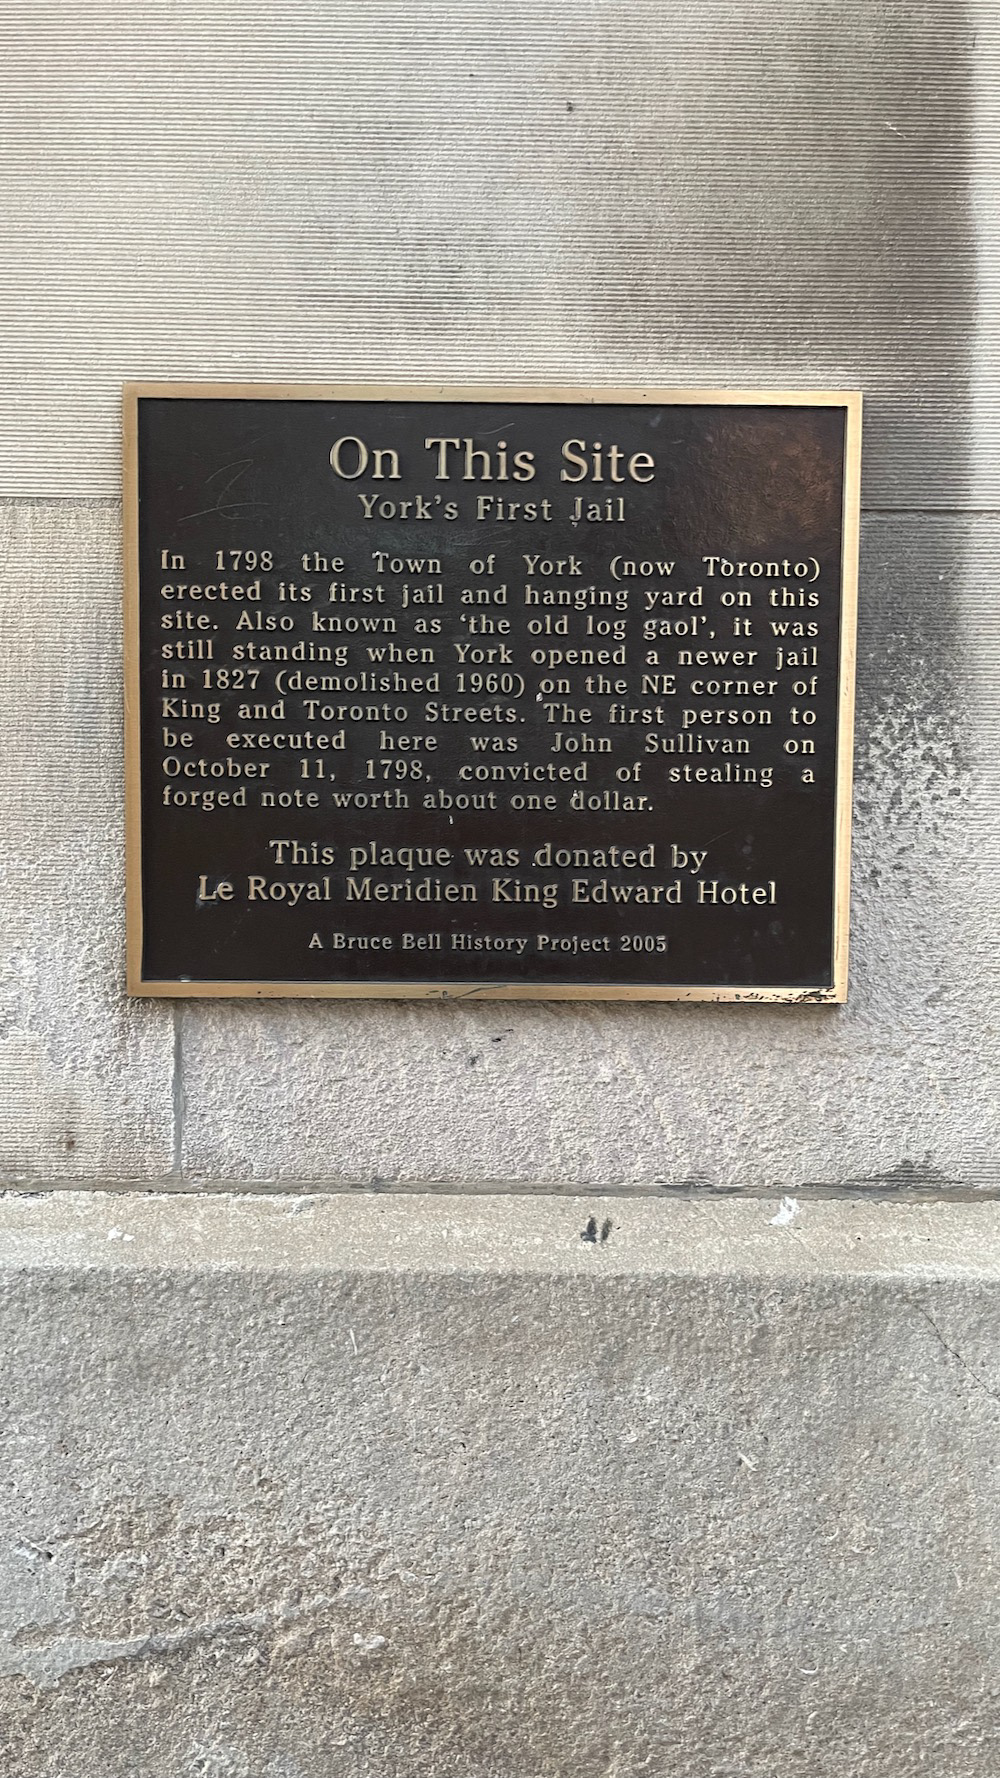 On This Site
York's First Jail
In 1798 the Town of York (now Toronto)
erected its first jail and hanging yard on this
site. Also known as 'the old log gaol', it was
still standing when York opened a newer jail
in 1827 (demolished 1960) on the NE corner of
King and Toronto Streets. The first person to
be executed here was John Sullivan on
October 11, 1798, convicted of stealing a
forged note worth about one dollar.
This plaque was donated by
Le Royal Meridien King Edward Hotel
A Bruce Bell History Project 2005